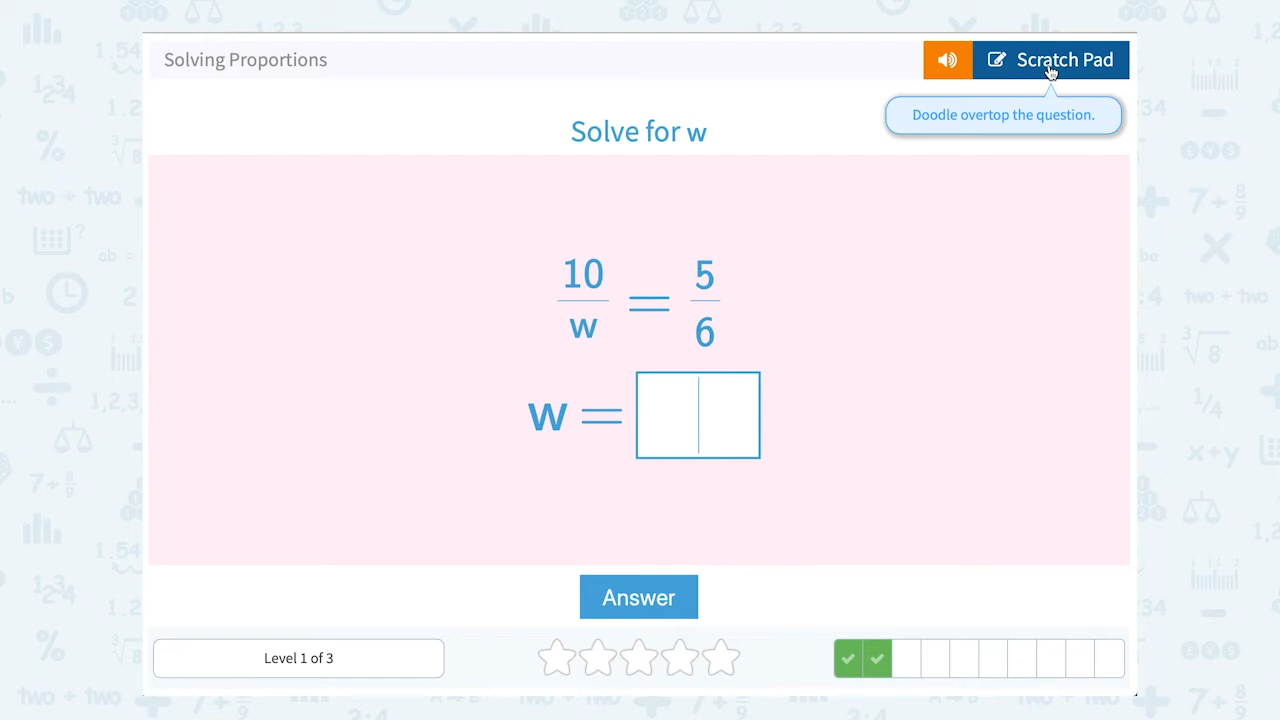 Solving Proportions
Scratch Pad
Doodle overtop the question.
Solve for w
10/w = 5/6
w =
Answer
Level 1 of 3